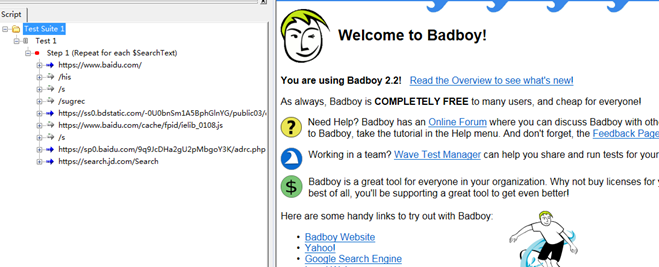 Script
Test Suite 1
Test 1
Step 1 (Repeat for each $SearchText)
https://www.baidu.com/
/his
/s
/sugrec
https://ss0.bdstatic.com/-0U0bnSm1A5BphGlnYG/public03/
https://www.baidu.com/cache/fpid/ielib_0108.js
/s
https://sp0.baidu.com/9q9JcDHa2gU2pMbgoY3K/adrc.php
https://search.jd.com/Search
Welcome to Badboy!
You are using Badboy 2.2! Read the Overview to see what's new!
As always, Badboy is COMPLETELY FREE to many users, and cheap for everyone!
Need Help? Badboy has an Online Forum where you can discuss Badboy with othe
to Badboy, take the tutorial in the Help menu. And don't forget, the Feedback Page
Working in a team? Wave Test Manager can help you share and run tests for your
Badboy is a great tool for everyone in your organization. Why not buy licenses for y
best of all, you'll be supporting a great tool to get even better!
Here are some handy links to try out with Badboy:
• Badboy Website
• Yahoo!
• Google Search Engine